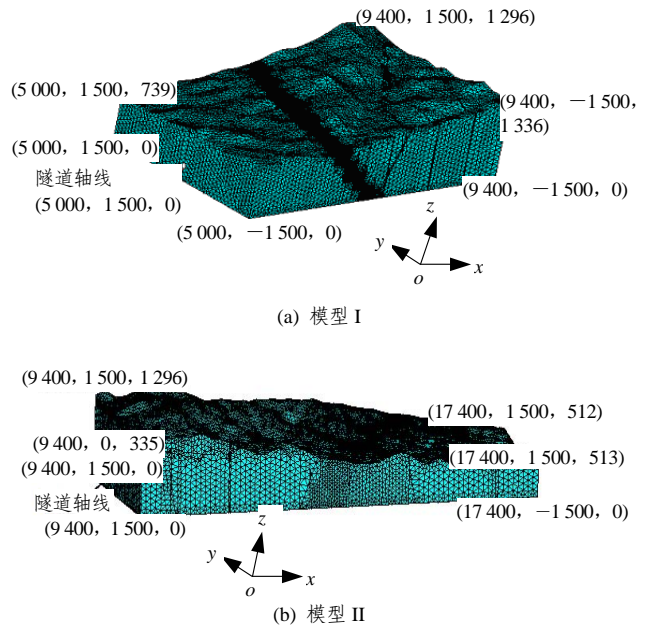 (9 400，1 500，1 296)
(5 000，1 500，739)
(9 400，－1 500，
1 336)
(5 000，1 500，0)
隧道轴线
(5 000，1 500，0)
(9 400，－1 500，0)
(5 000，－1 500，0)
z
y
x
o
(a) 模型 I
(9 400，1 500，1 296)
(17 400，1 500，512)
(9 400，0，335)
(17 400，1 500，513)
(9 400，1 500，0)
隧道轴线
(17 400，－1 500，0)
(9 400，1 500，0)
z
y
x
o
(b) 模型 II